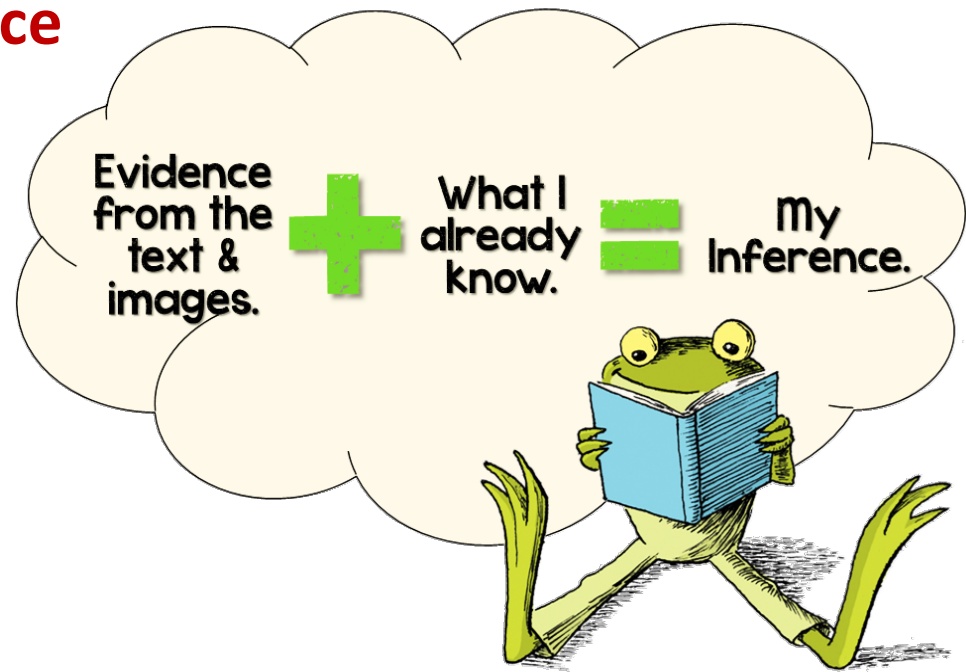 ce
Evidence
from the
text &
images.
What I
already
know.
My
Inference.